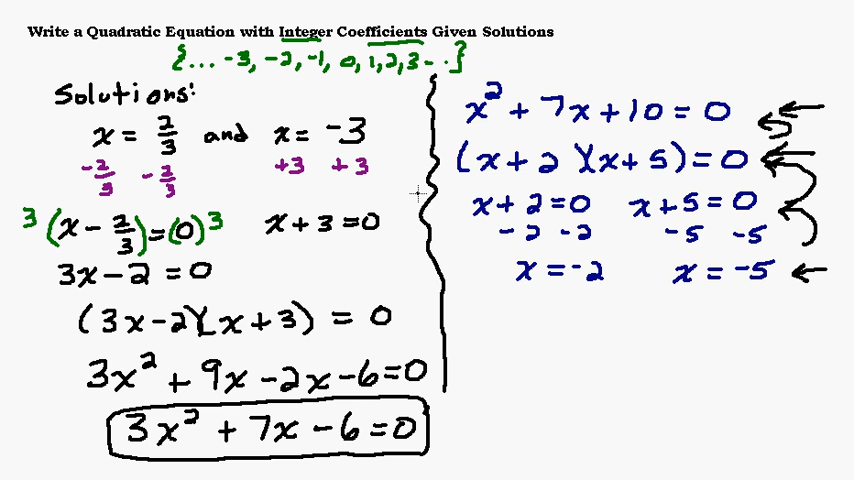 Write a Quadratic Equation with Integer Coefficients Given Solutions
{... -3, -2, -1, 0, 1, 2, 3 - . .}
Solutions:
x = 2/3 and x = -3
-2/3 -2/3 +3 +3
3(x - 2/3) = (0)3 x + 3 = 0
3x - 2 = 0
(3x - 2)(x + 3) = 0
3x² + 9x - 2x - 6 = 0
3x² + 7x - 6 = 0
x² + 7x + 10 = 0
(x + 2)(x + 5) = 0
x + 2 = 0 x + 5 = 0
-2 -2 -5 -5
x = -2 x = -5